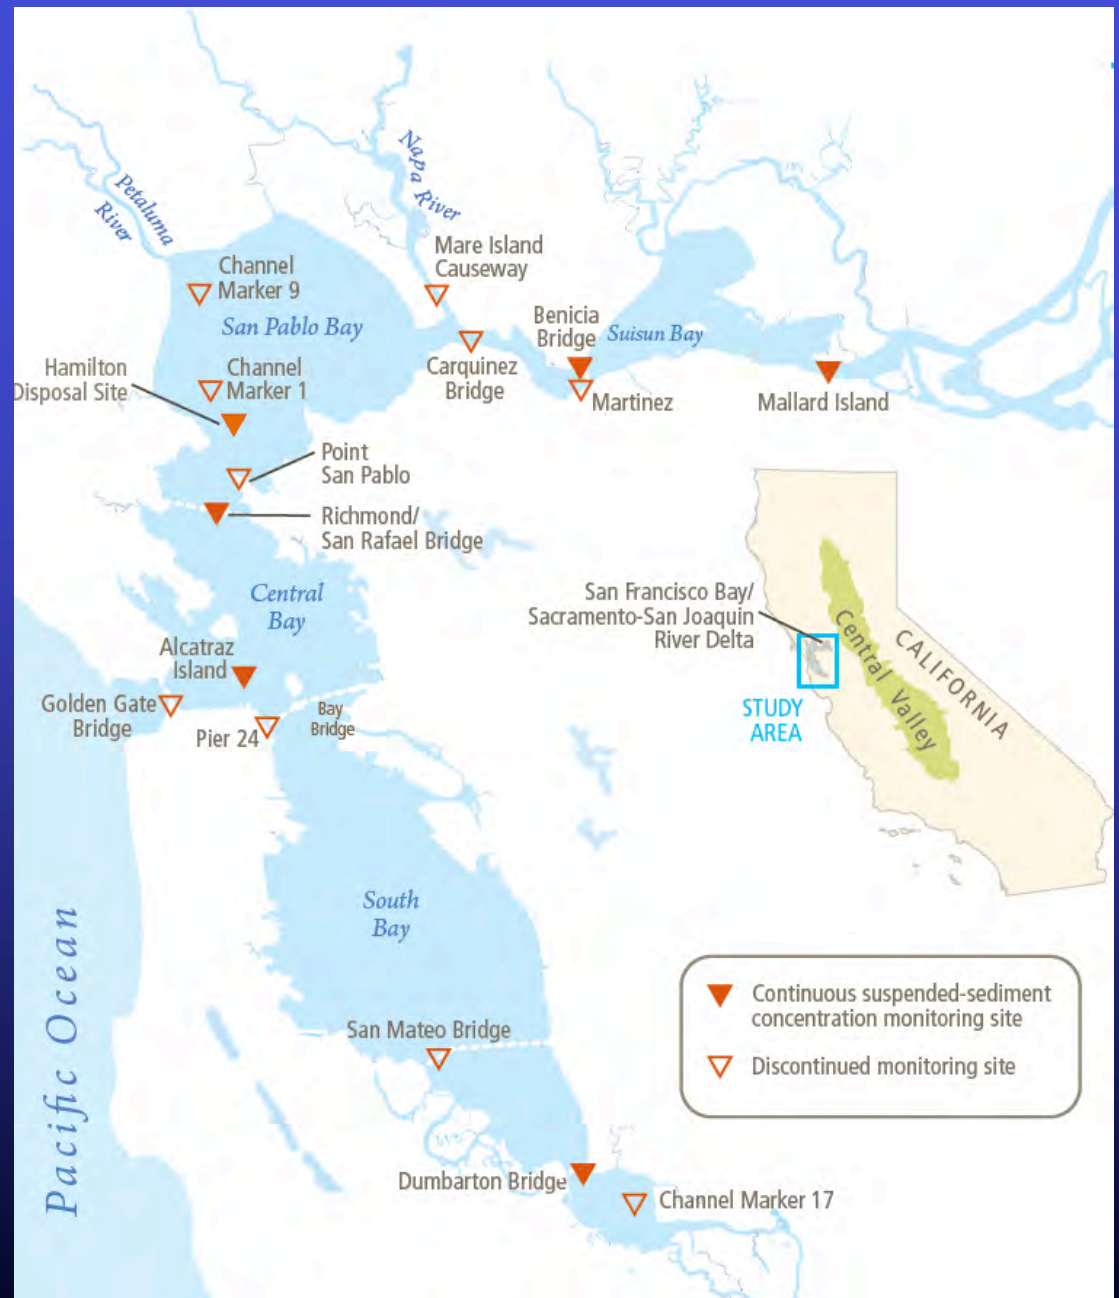 Petaluma
River
Napa
River
Mare Island
Causeway
Channel
Marker 9
San Pablo Bay
Benicia
Bridge
Suisun Bay
Hamilton
Disposal Site
Channel
Marker 1
Carquinez
Bridge
Martinez
Mallard Island
Point
San Pablo
Richmond/
San Rafael Bridge
Central
Bay
San Francisco Bay/
Sacramento-San Joaquin
River Delta
Central Valley
CALIFORNIA
STUDY
AREA
Alcatraz
Island
Golden Gate
Bridge
Pier 24
Bay
Bridge
South
Bay
Pacific Ocean
San Mateo Bridge
Continuous suspended-sediment
concentration monitoring site
Discontinued monitoring site
Dumbarton Bridge
Channel Marker 17